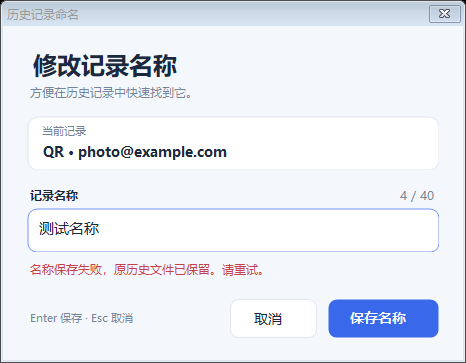 历史记录命名
修改记录名称
方便在历史记录中快速找到它。
当前记录
QR • photo@example.com
记录名称 4 / 40
测试名称
名称保存失败，原历史文件已保留。请重试。
Enter 保存 · Esc 取消 取消 保存名称